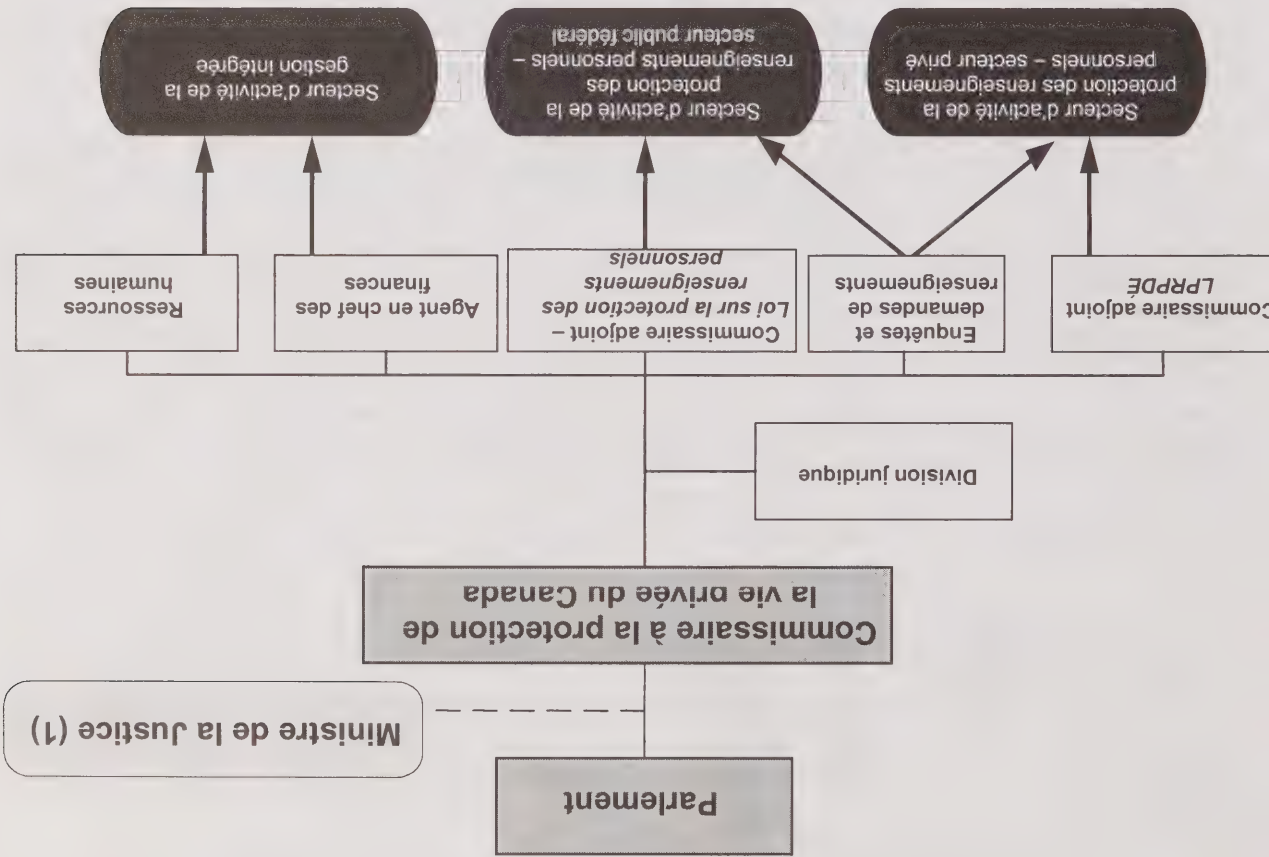 Parlement
Ministre de la Justice (1)
Commissaire à la protection de
la vie privée du Canada
Division juridique
Commissaire adjoint
LPRPDÉ
Enquêtes et
demandes de
renseignements
Commissaire adjoint –
Loi sur la protection des
renseignements
personnels
Agent en chef des
finances
Ressources
humaines
Secteur d'activité de la
protection des renseignements
personnels – secteur privé
Secteur d'activité de la
protection des
renseignements personnels –
secteur public fédéral
Secteur d'activité de la
gestion intégrée